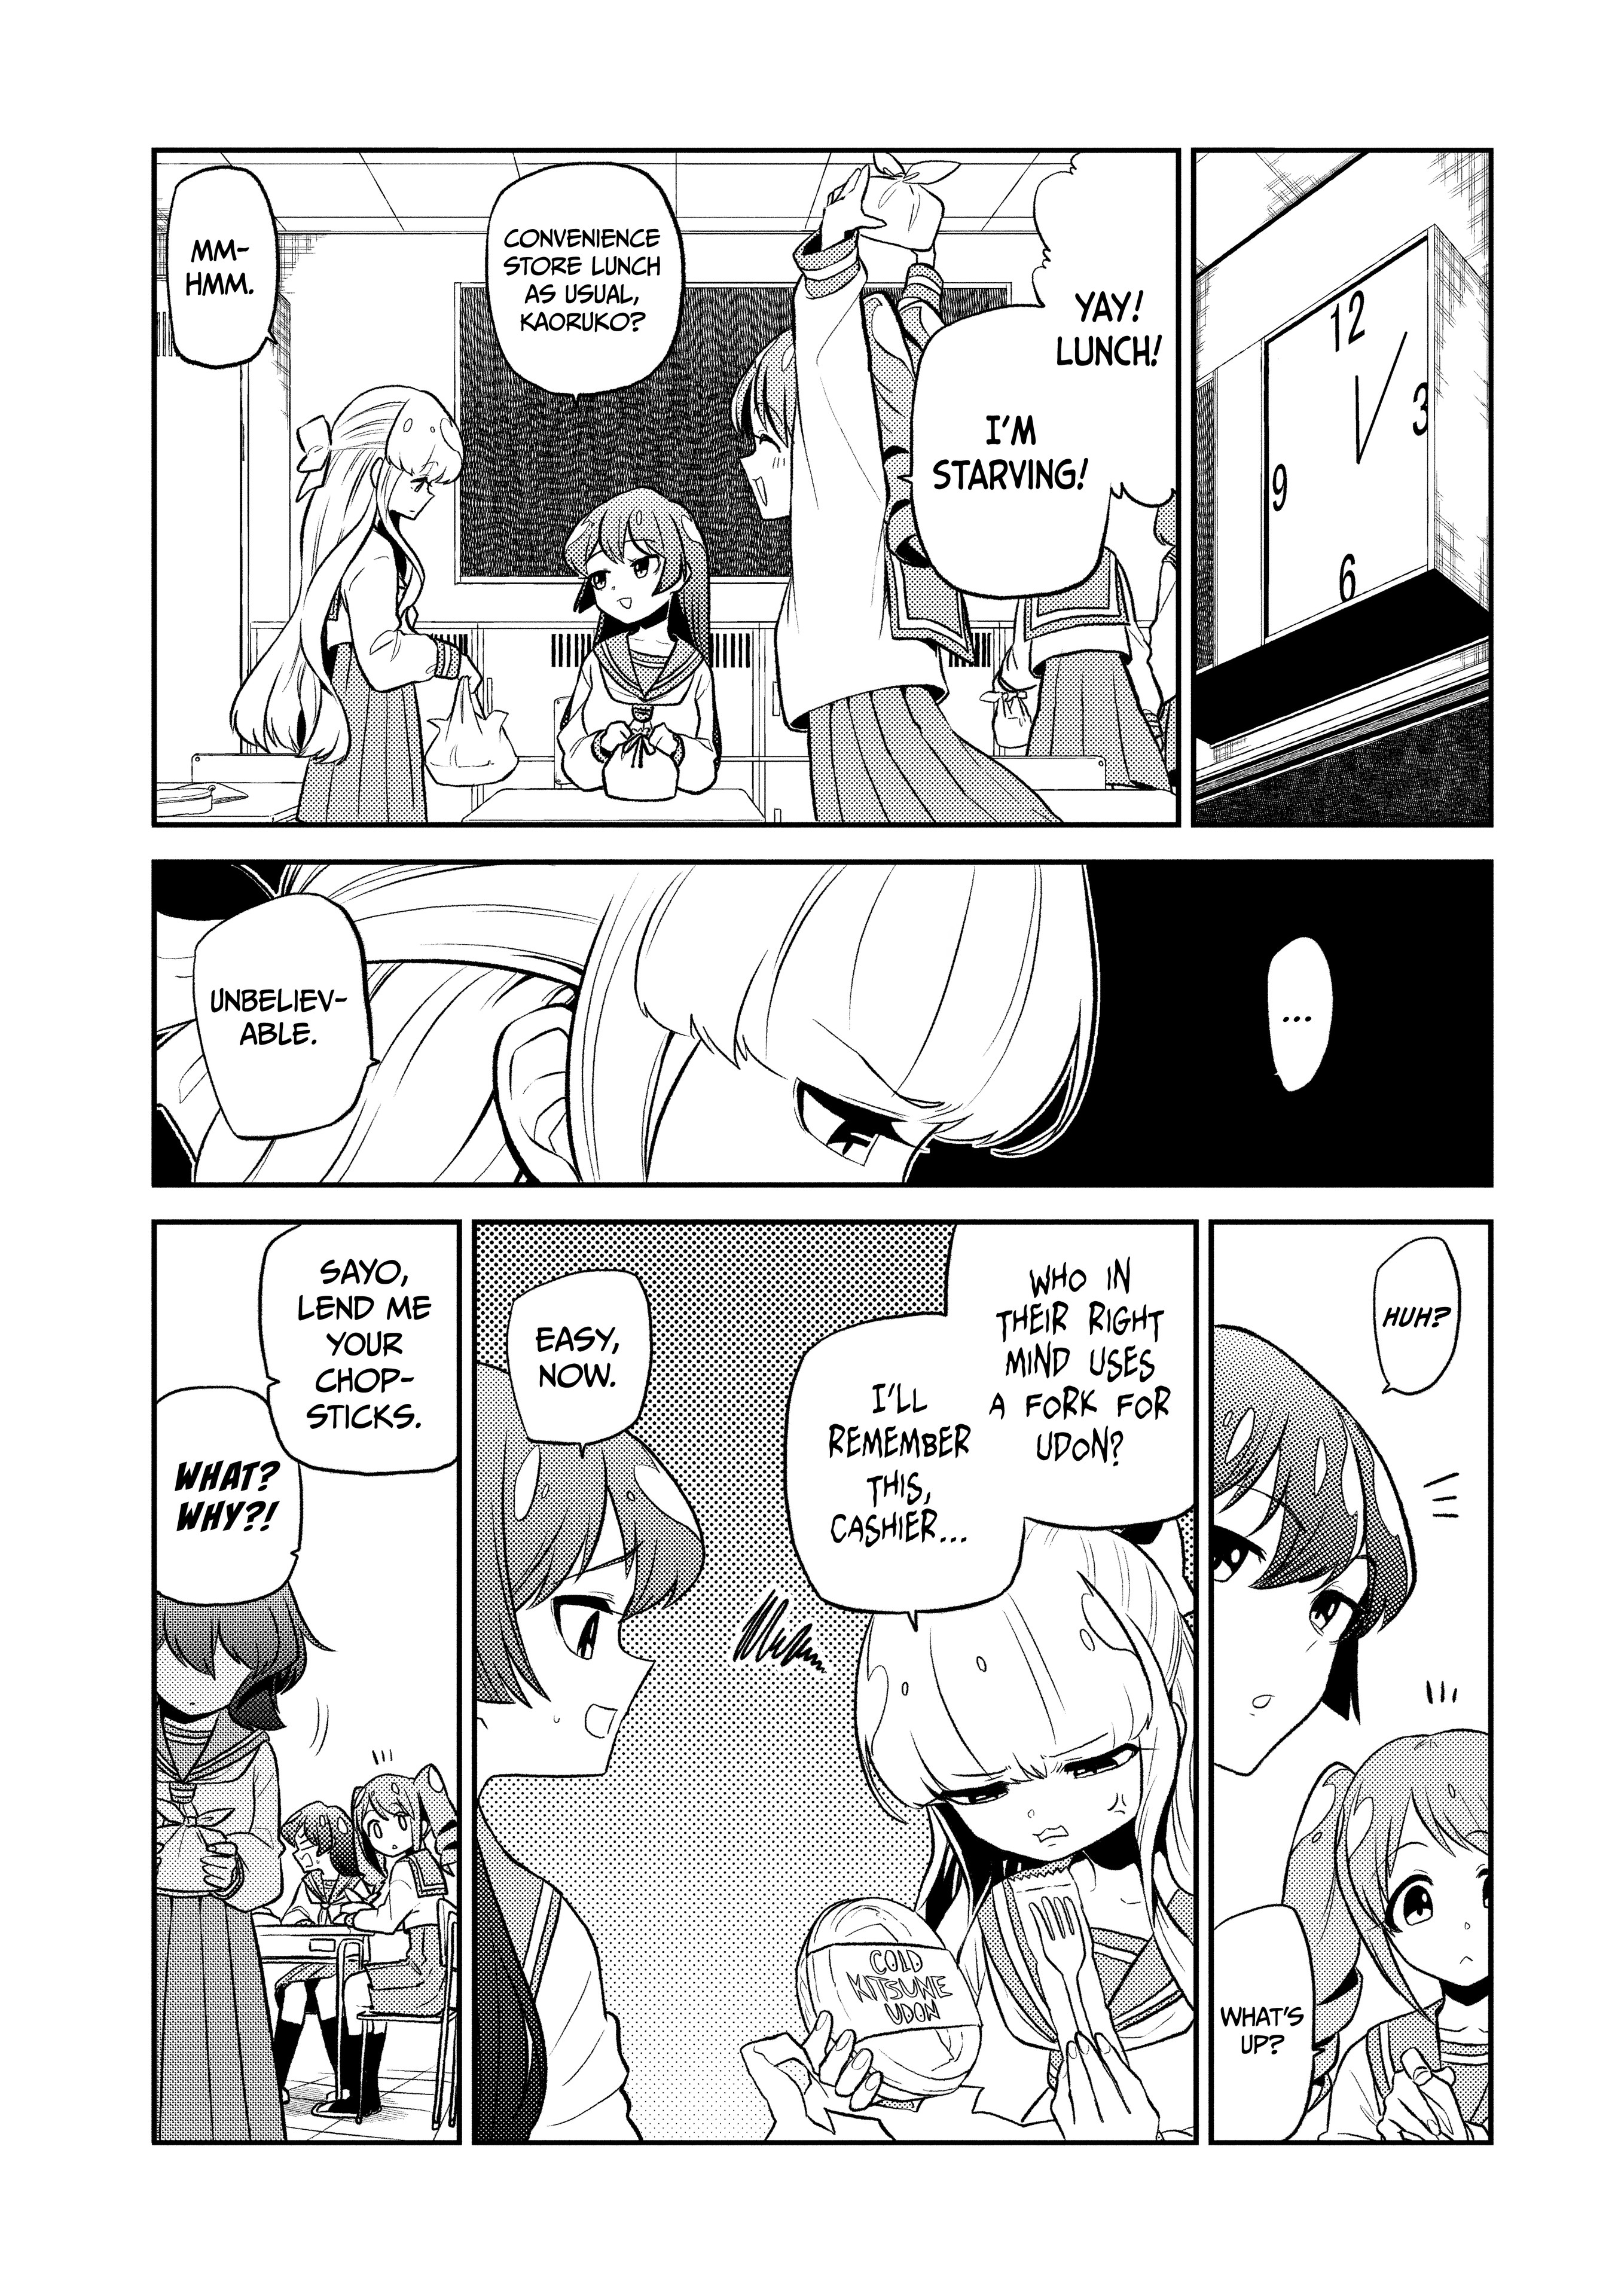 12
3
6
9
YAY!
LUNCH!
I'M
STARVING!
CONVENIENCE
STORE LUNCH
AS USUAL,
KAORUKO?
MM-
HMM.
...
UNBELIEV-
ABLE.
HUH?
WHAT'S
UP?
WHO IN
THEIR RIGHT
MIND USES
A FORK FOR
UDON?
I'LL
REMEMBER
THIS,
CASHIER...
COLD
KITSUNE
UDON
EASY,
NOW.
SAYO,
LEND ME
YOUR
CHOP-
STICKS.
WHAT?
WHY?!